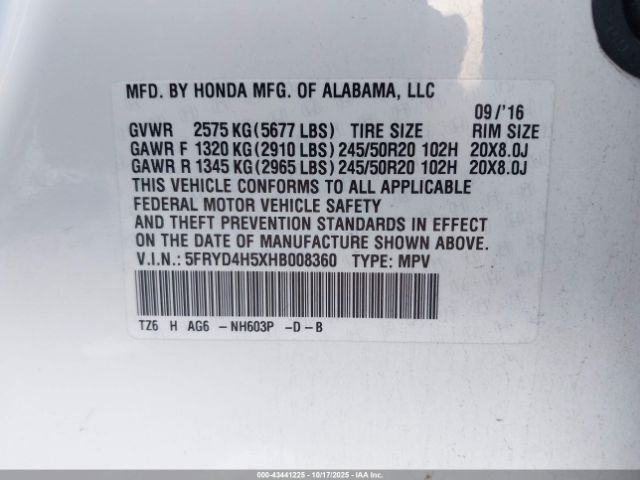 MFD. BY HONDA MFG. OF ALABAMA, LLC
09/'16
GVWR 2575 KG(5677 LBS) TIRE SIZE RIM SIZE
GAWR F 1320 KG(2910 LBS) 245/50R20 102H 20X8.0J
GAWR R 1345 KG(2965 LBS) 245/50R20 102H 20X8.0J
THIS VEHICLE CONFORMS TO ALL APPLICABLE
FEDERAL MOTOR VEHICLE SAFETY
AND THEFT PREVENTION STANDARDS IN EFFECT
ON THE DATE OF MANUFACTURE SHOWN ABOVE.
V.I.N.: 5FRYD4H5XHB008360 TYPE: MPV
TZ6 H AG6 - NH603P -D-B
000-43441225 - 10/17/2025 - IAAI.COM